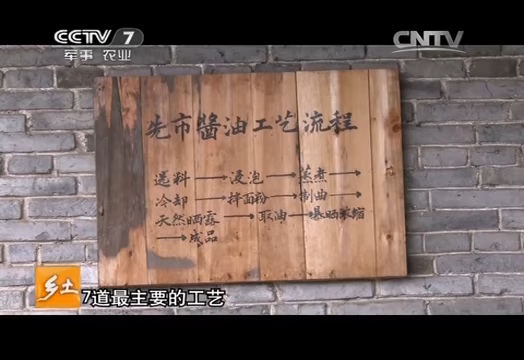 CCTV 7
军事 农业
CNTV
先市醬油工艺流程
选料→浸泡→蒸煮→
冷却→拌面粉→制曲→
天然晒露→取油→暴晒浓缩
→成品
乡土
7道最主要的工艺